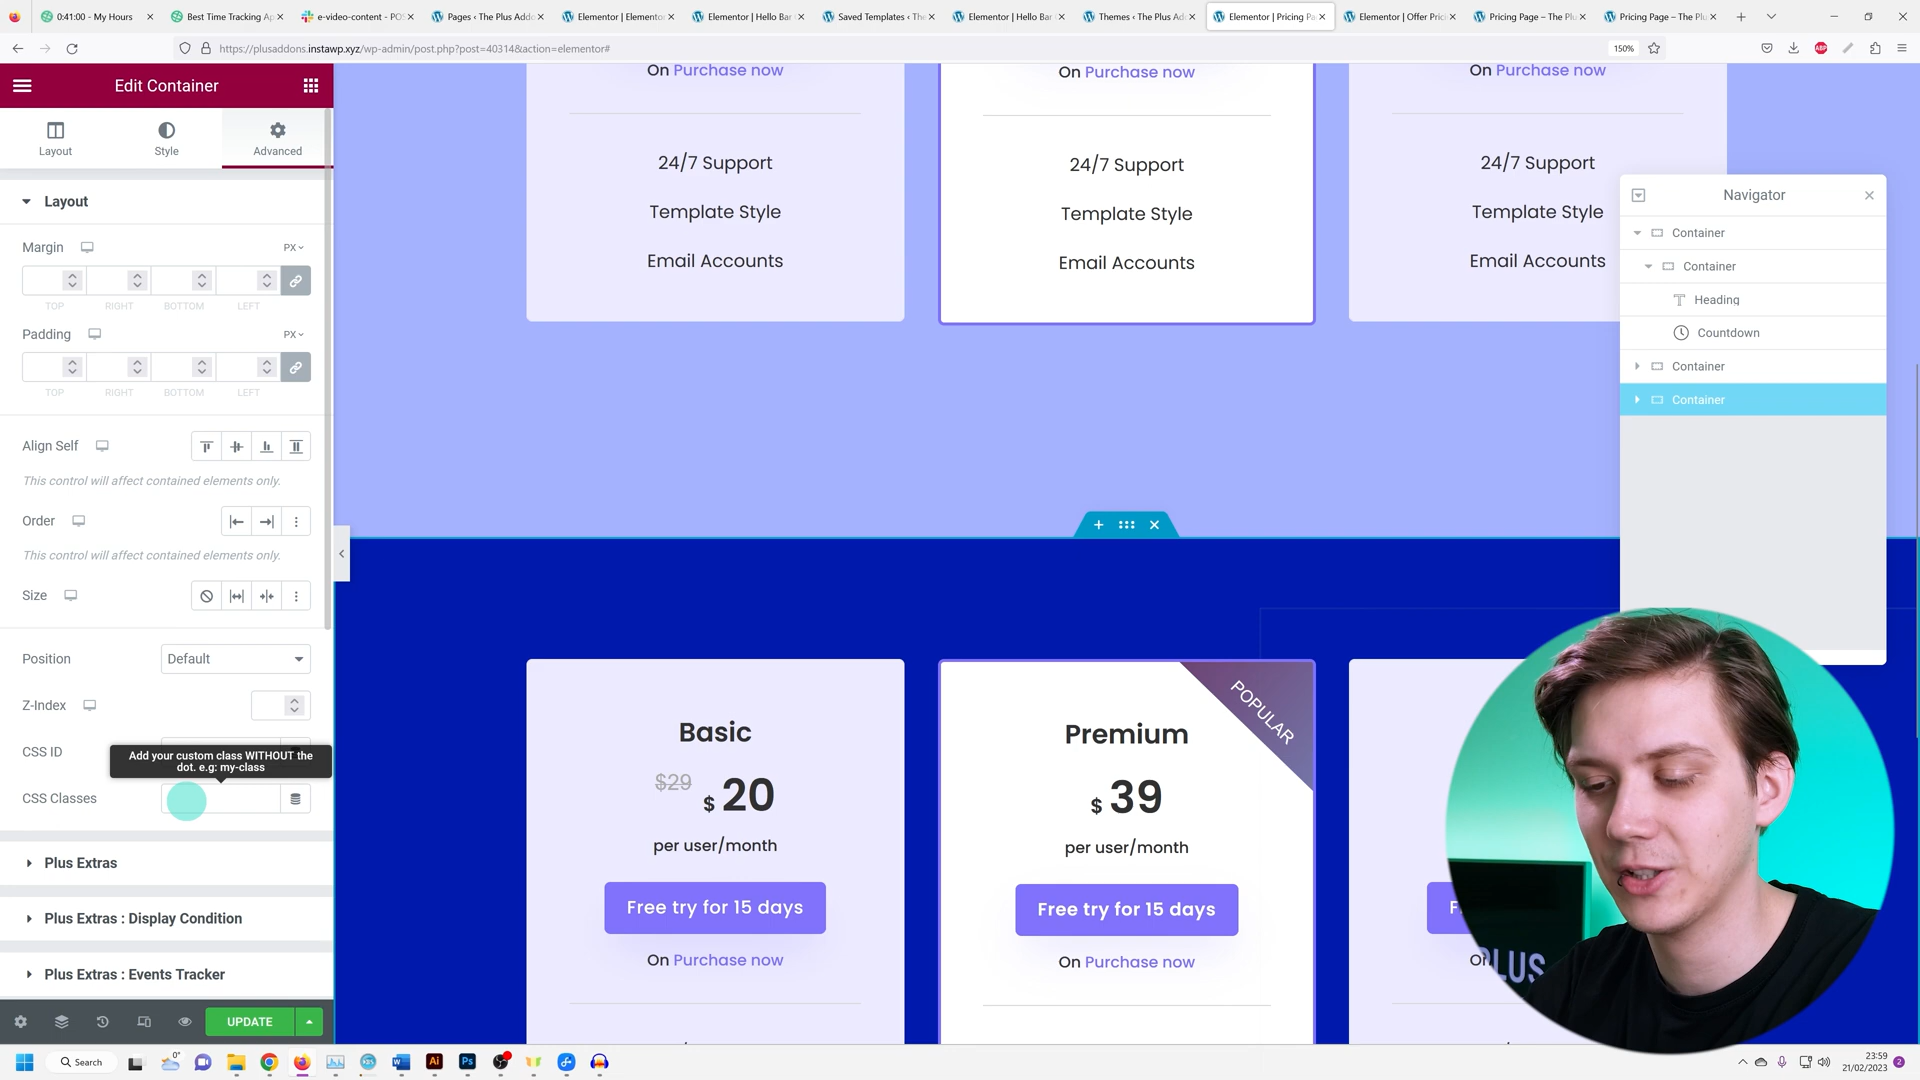 0:41:00 - My Hours
Best Time Tracking Ap
e-video-content - POS
Pages ‹ The Plus Addo
Elementor | Elementor
Elementor | Hello Bar
Saved Templates ‹ The
Elementor | Hello Bar
Themes ‹ The Plus Add
Elementor | Pricing Pa
Elementor | Offer Pric
Pricing Page – The Plu
Pricing Page – The Plu
https://plusaddons.instawp.xyz/wp-admin/post.php?post=40314&action=elementor#
150%
ABP
Edit Container
Layout
Style
Advanced
Layout
Margin
PX
TOP
RIGHT
BOTTOM
LEFT
Padding
PX
TOP
RIGHT
BOTTOM
LEFT
Align Self
This control will affect contained elements only.
Order
This control will affect contained elements only.
Size
Position
Default
Z-Index
CSS ID
Add your custom class WITHOUT the
dot. e.g: my-class
CSS Classes
Plus Extras
Plus Extras : Display Condition
Plus Extras : Events Tracker
UPDATE
On Purchase now
24/7 Support
Template Style
Email Accounts
On Purchase now
24/7 Support
Template Style
Email Accounts
On Purchase now
24/7 Support
Template Style
Email Accounts
Navigator
Container
Container
Heading
Countdown
Container
Container
Basic
$29
$ 20
per user/month
Free try for 15 days
On Purchase now
POPULAR
Premium
$ 39
per user/month
Free try for 15 days
On Purchase now
PLUS
Search
0°
Ai
Ps
23:59
21/02/2023
2